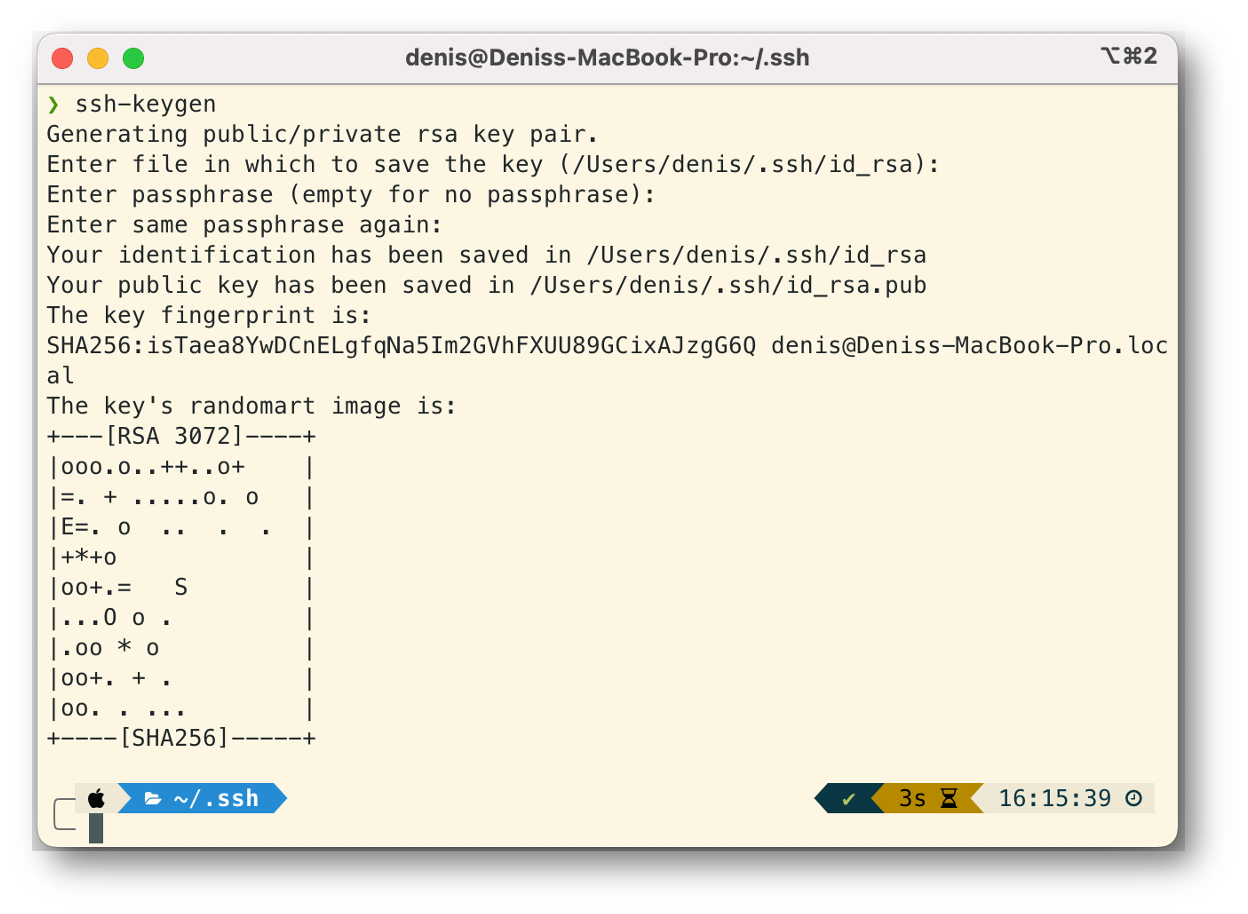 denis@Deniss-MacBook-Pro:~/.ssh ⌥⌘2
❯ ssh-keygen
Generating public/private rsa key pair.
Enter file in which to save the key (/Users/denis/.ssh/id_rsa):
Enter passphrase (empty for no passphrase):
Enter same passphrase again:
Your identification has been saved in /Users/denis/.ssh/id_rsa
Your public key has been saved in /Users/denis/.ssh/id_rsa.pub
The key fingerprint is:
SHA256:isTaea8YwDCnELgfqNa5Im2GVhFXUU89GCixAJzgG6Q denis@Deniss-MacBook-Pro.loc
al
The key's randomart image is:
+---[RSA 3072]----+
|ooo.o..++..o+    |
|=. + .....o. o   |
|E=. o  ..  .  .  |
|+*+o             |
|oo+.=   S        |
|...O o .         |
|.oo * o          |
|oo+. + .         |
|oo. . ...        |
+----[SHA256]-----+
~/.ssh ✔ 3s 16:15:39